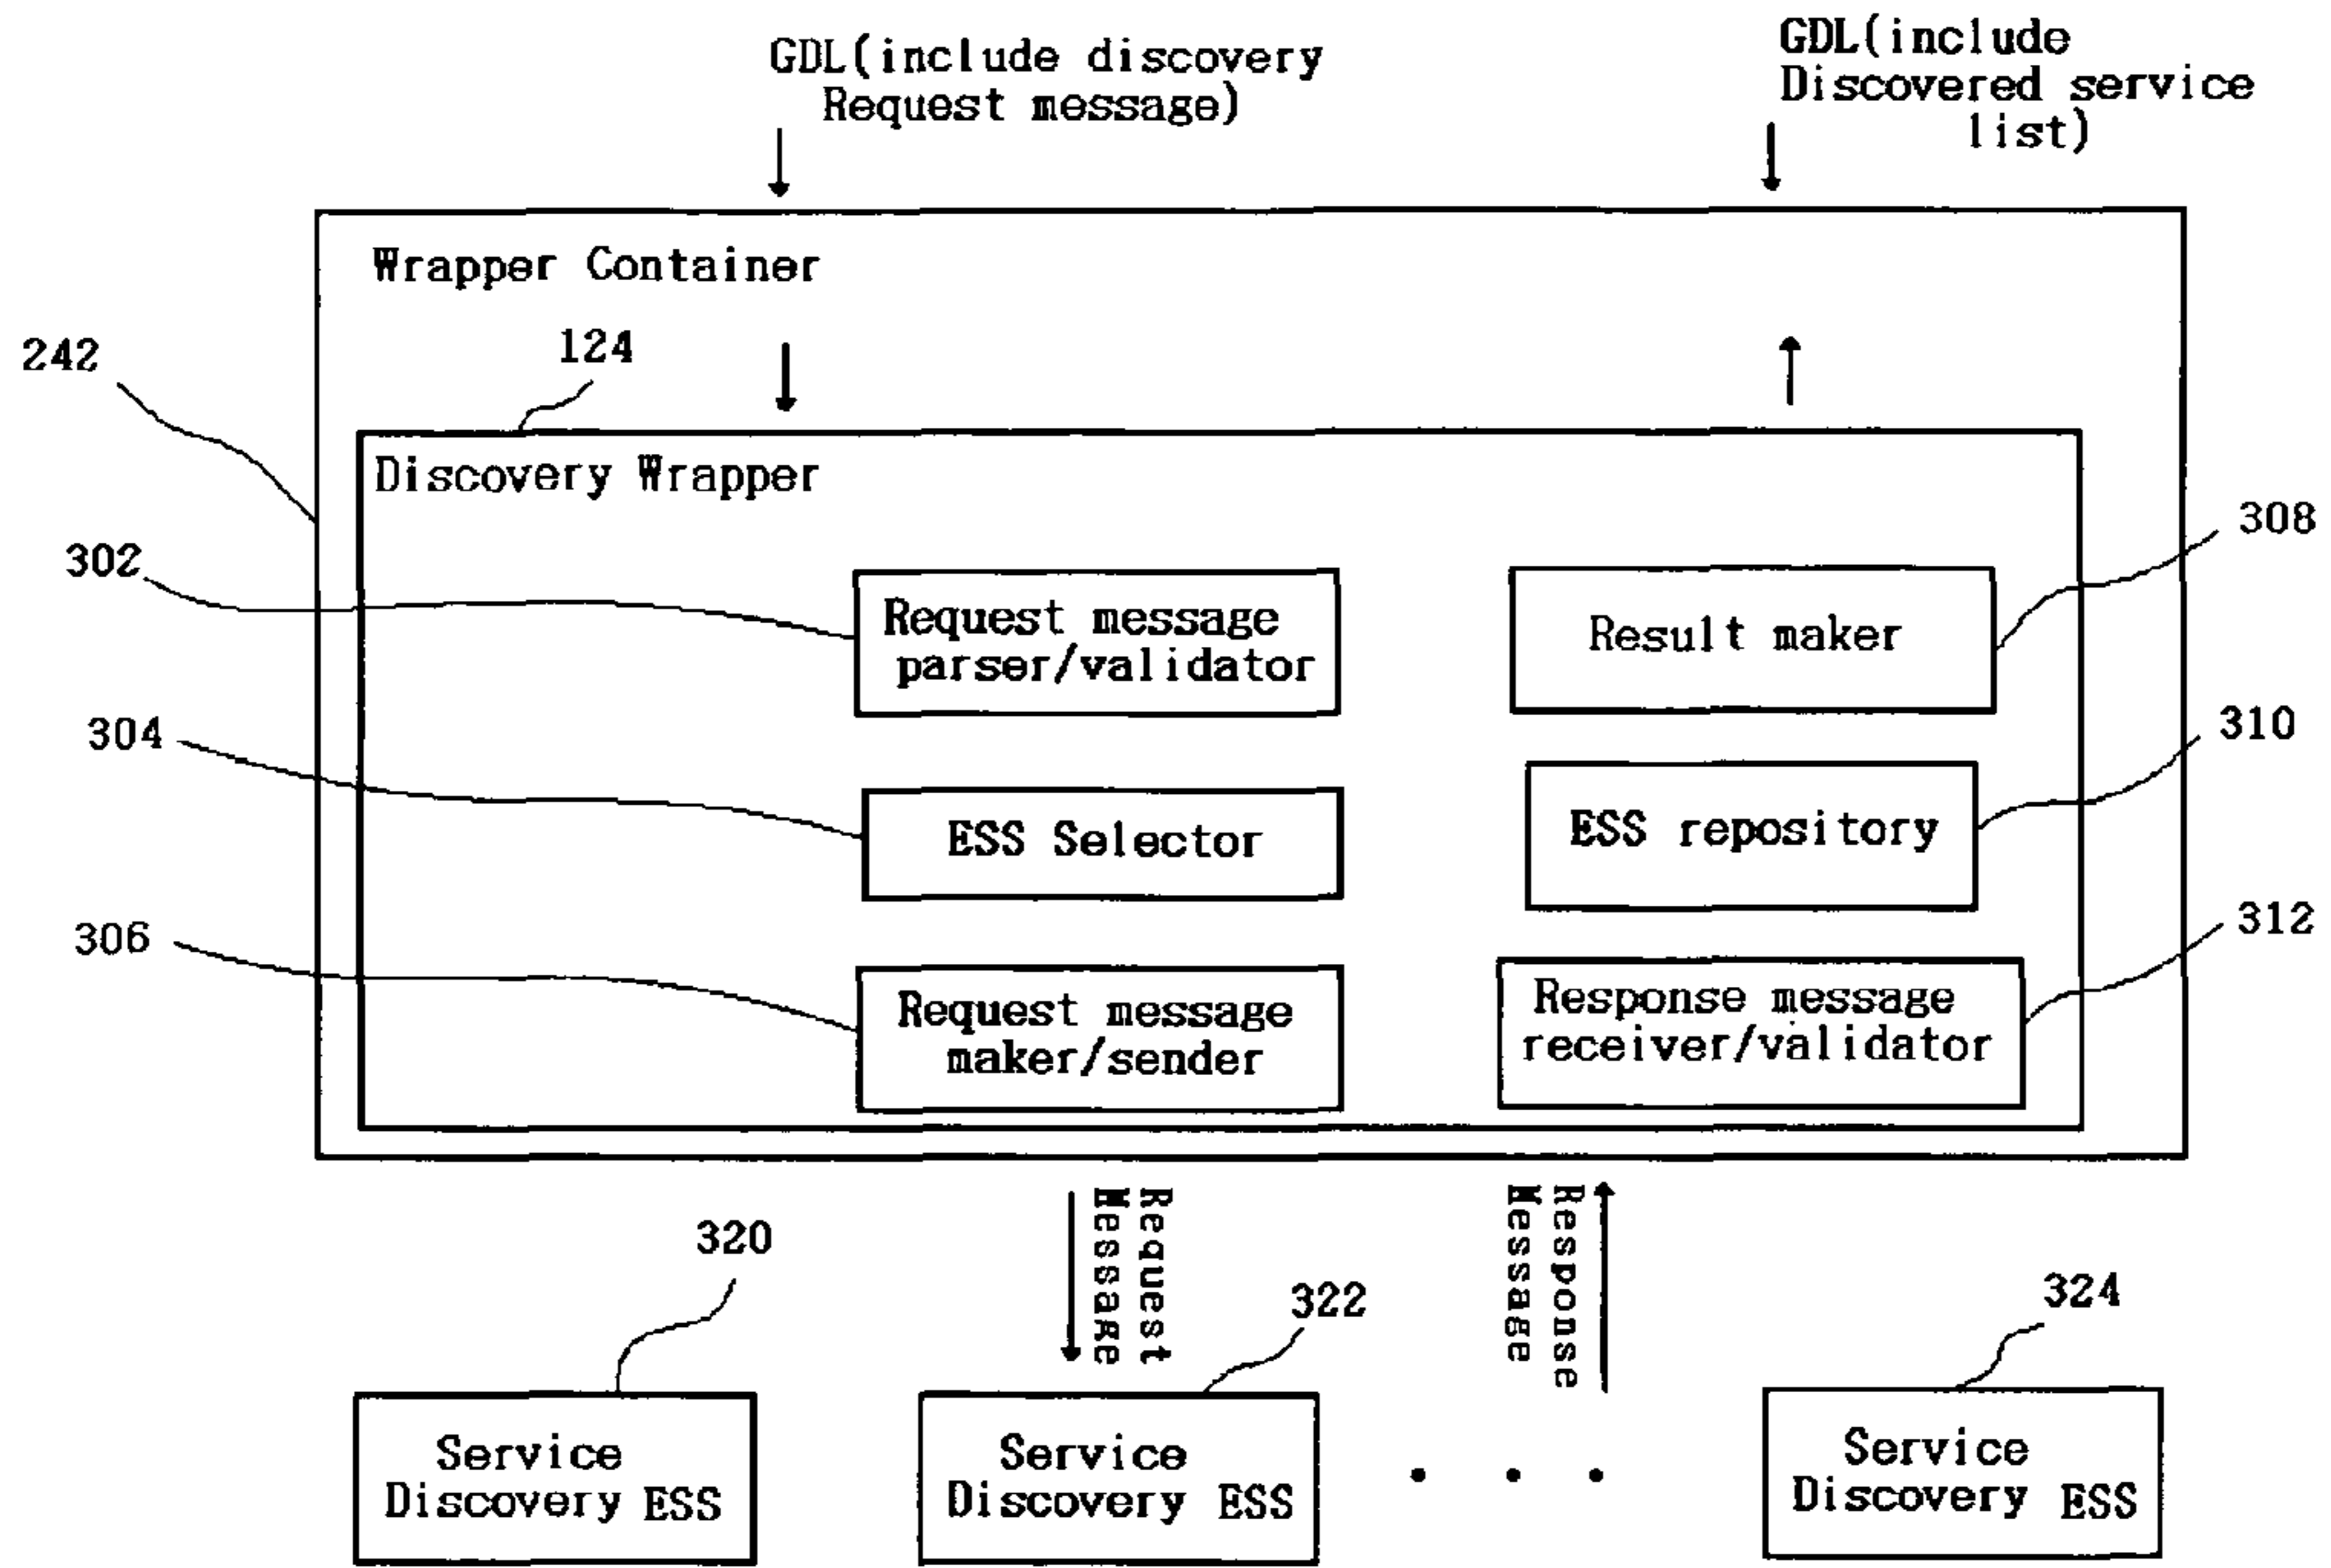 GDL(include discovery
Request message)
GDL(include
Discovered service
list)
Wrapper Container
242
124
Discovery Wrapper
302
Request message
parser/validator
308
Result maker
304
ESS Selector
310
ESS repository
306
Request message
maker/sender
312
Response message
receiver/validator
Request
Message
Response
Message
320
322
324
Service
Discovery ESS
Service
Discovery ESS
. . .
Service
Discovery ESS